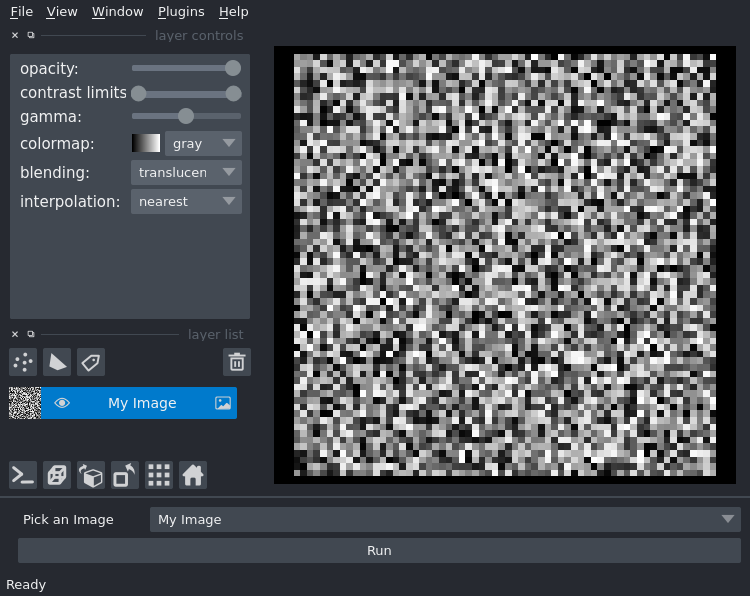 File View Window Plugins Help
layer controls
opacity:
contrast limits
gamma:
colormap: gray
blending: translucen
interpolation: nearest
layer list
My Image
Pick an Image My Image
Run
Ready